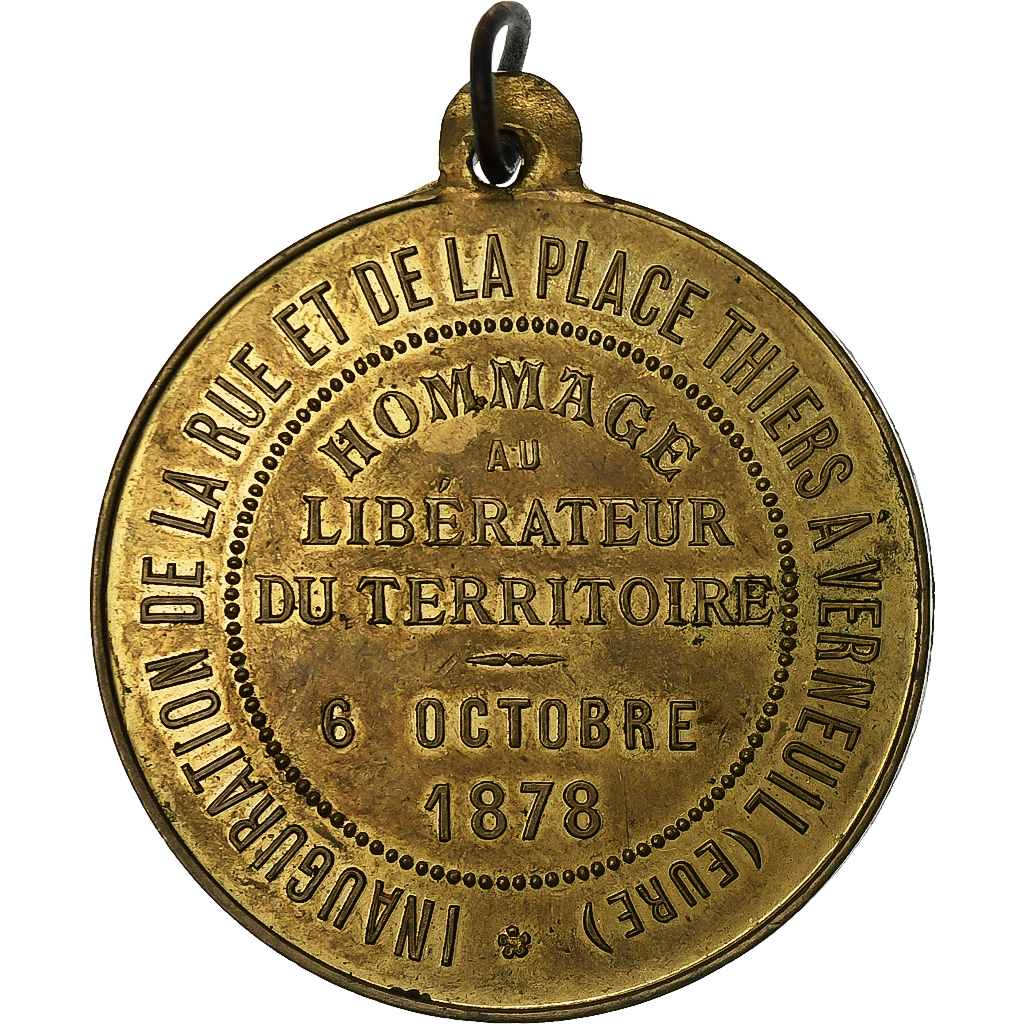 INAUGURATION DE LA RUE ET DE LA PLACE THIERS À VERNEUIL (EURE)
HOMMAGE
AU
LIBÉRATEUR
DU TERRITOIRE
6 OCTOBRE
1878